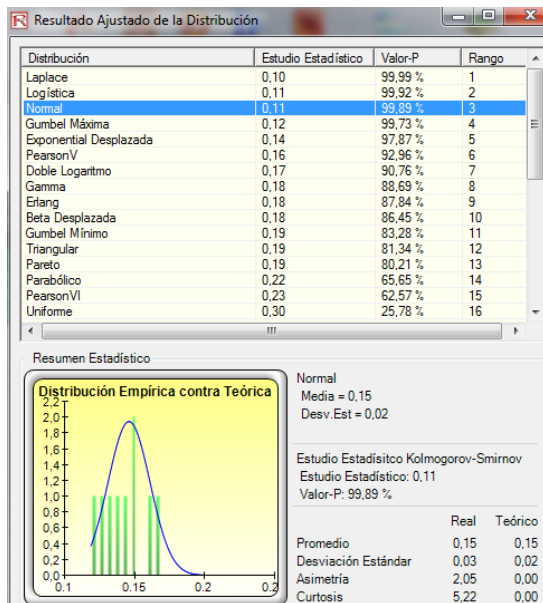 Resultado Ajustado de la Distribución
Distribución Estudio Estadístico Valor-P Rango
Laplace 0,10 99,99 % 1
Logística 0,11 99,92 % 2
Normal 0,11 99,89 % 3
Gumbel Máxima 0,12 99,73 % 4
Exponential Desplazada 0,14 97,87 % 5
PearsonV 0,16 92,96 % 6
Doble Logaritmo 0,17 90,76 % 7
Gamma 0,18 88,69 % 8
Erlang 0,18 87,84 % 9
Beta Desplazada 0,18 86,45 % 10
Gumbel Mínimo 0,19 83,28 % 11
Triangular 0,19 81,34 % 12
Pareto 0,19 80,21 % 13
Parabólico 0,22 65,65 % 14
PearsonVI 0,23 62,57 % 15
Uniforme 0,30 25,78 % 16
Resumen Estadístico
Distribución Empírica contra Teórica
2,2
2,0
1,8
1,6
1,4
1,2
1,0
0,8
0,6
0,4
0,2
0,0
0.1 0.15 0.2 0.2
Normal
Media = 0,15
Desv.Est = 0,02
Estudio Estadísitco Kolmogorov-Smirnov
Estudio Estadístico: 0,11
Valor-P: 99,89 %
Real Teórico
Promedio 0,15 0,15
Desviación Estándar 0,03 0,02
Asimetría 2,05 0,00
Curtosis 5,22 0,00